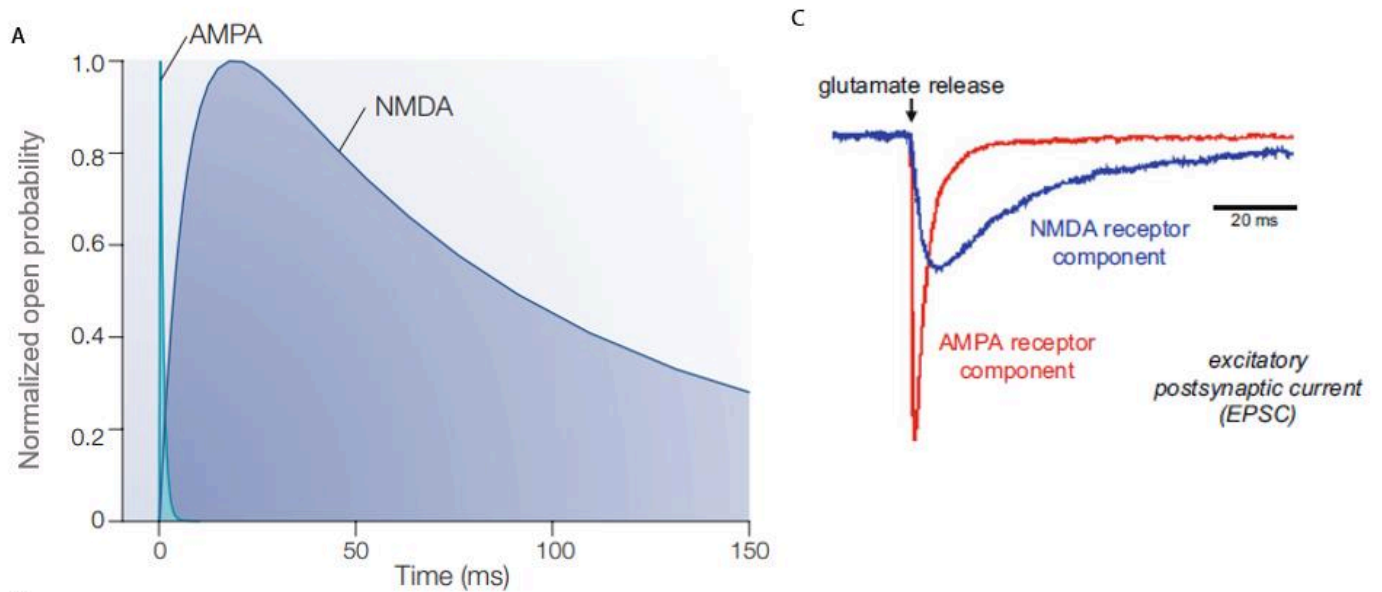 A
AMPA
NMDA
1.0
0.8
0.6
0.4
0.2
0
Normalized open probability
0
50
100
150
Time (ms)
C
glutamate release
20 ms
NMDA receptor
component
AMPA receptor
component
excitatory
postsynaptic current
(EPSC)